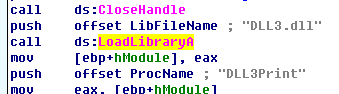 call ds:CloseHandle
push offset LibFileName ; "DLL3.dll"
call ds:LoadLibraryA
mov [ebp+hModule], eax
push offset ProcName ; "DLL3Print"
mov eax, [ebp+hModule]